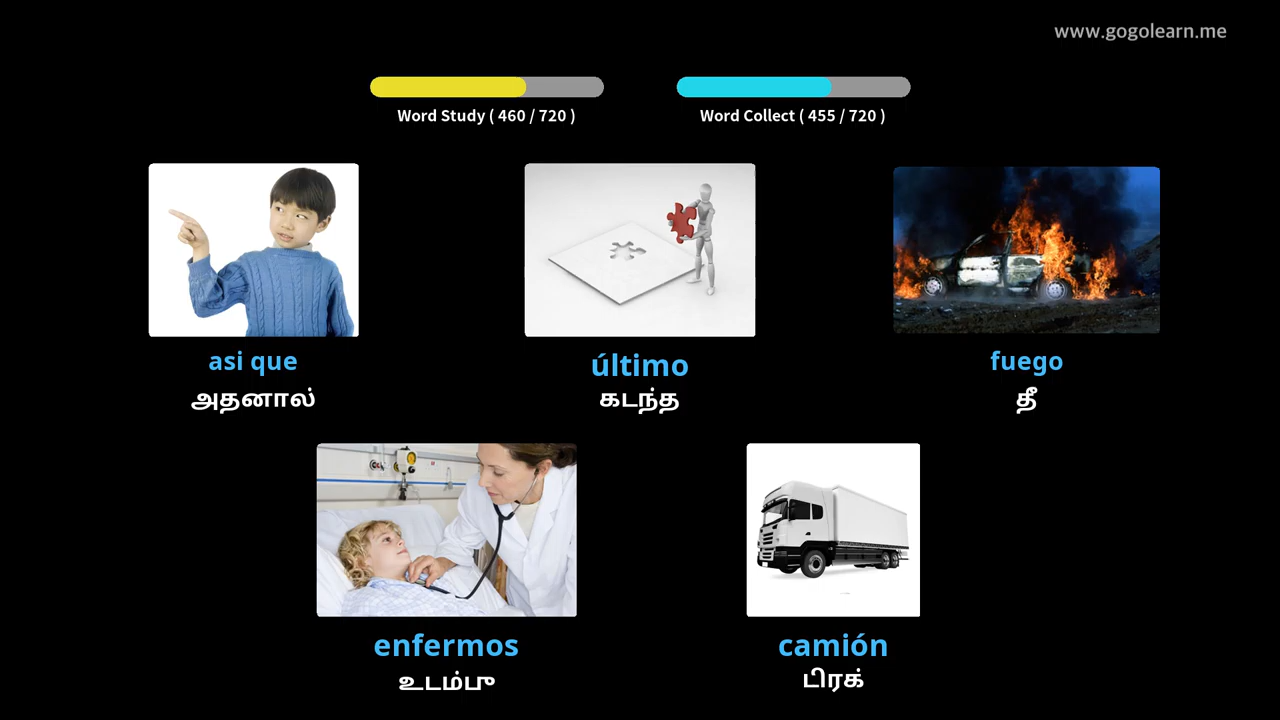 www.gogolearn.me
Word Study ( 460 / 720 )
Word Collect ( 455 / 720 )
asi que
அதனால்
último
கடந்த
fuego
தீ
enfermos
உடம்பு
camión
பிரக்